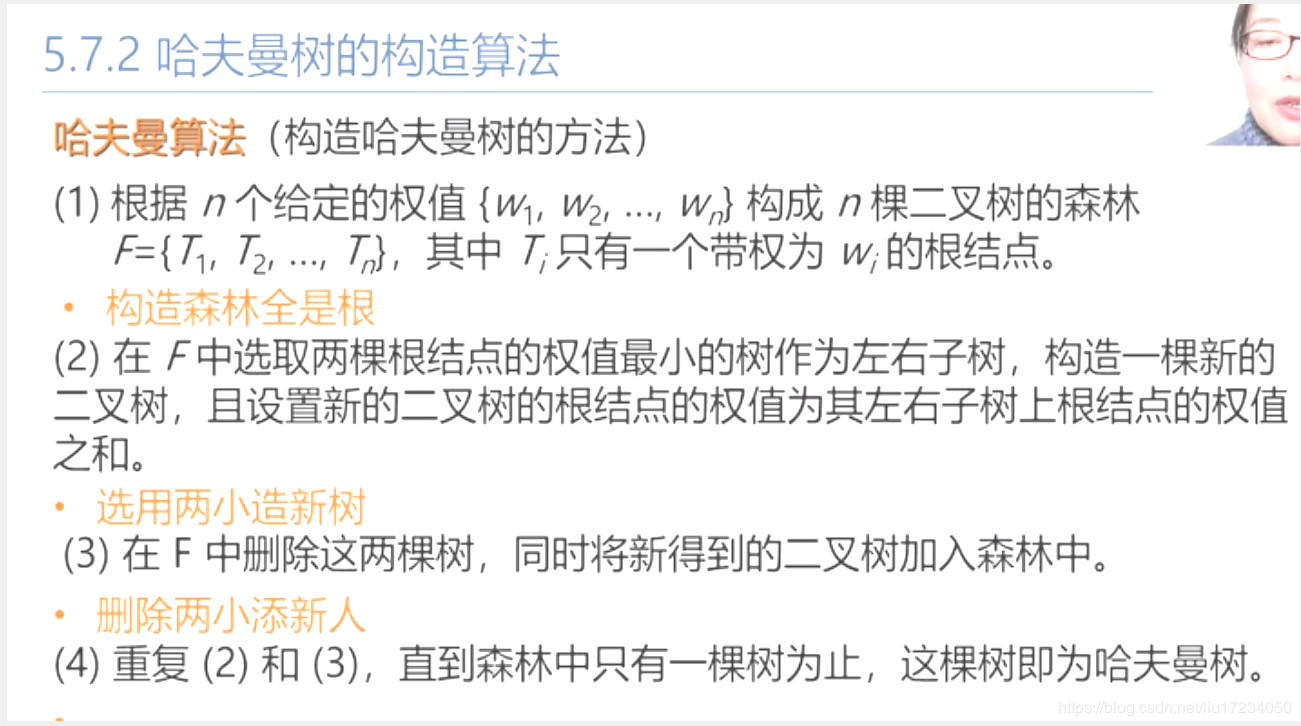 5.7.2 哈夫曼树的构造算法
哈夫曼算法（构造哈夫曼树的方法）
(1) 根据 n 个给定的权值 {w1, w2, ..., wn} 构成 n 棵二叉树的森林
F={T1, T2, ..., Tn}，其中 Ti 只有一个带权为 wi 的根结点。
• 构造森林全是根
(2) 在 F 中选取两棵根结点的权值最小的树作为左右子树，构造一棵新的
二叉树，且设置新的二叉树的根结点的权值为其左右子树上根结点的权值
之和。
• 选用两小造新树
(3) 在 F 中删除这两棵树，同时将新得到的二叉树加入森林中。
• 删除两小添新人
(4) 重复 (2) 和 (3)，直到森林中只有一棵树为止，这棵树即为哈夫曼树。
https://blog.csdn.net/liu17234050